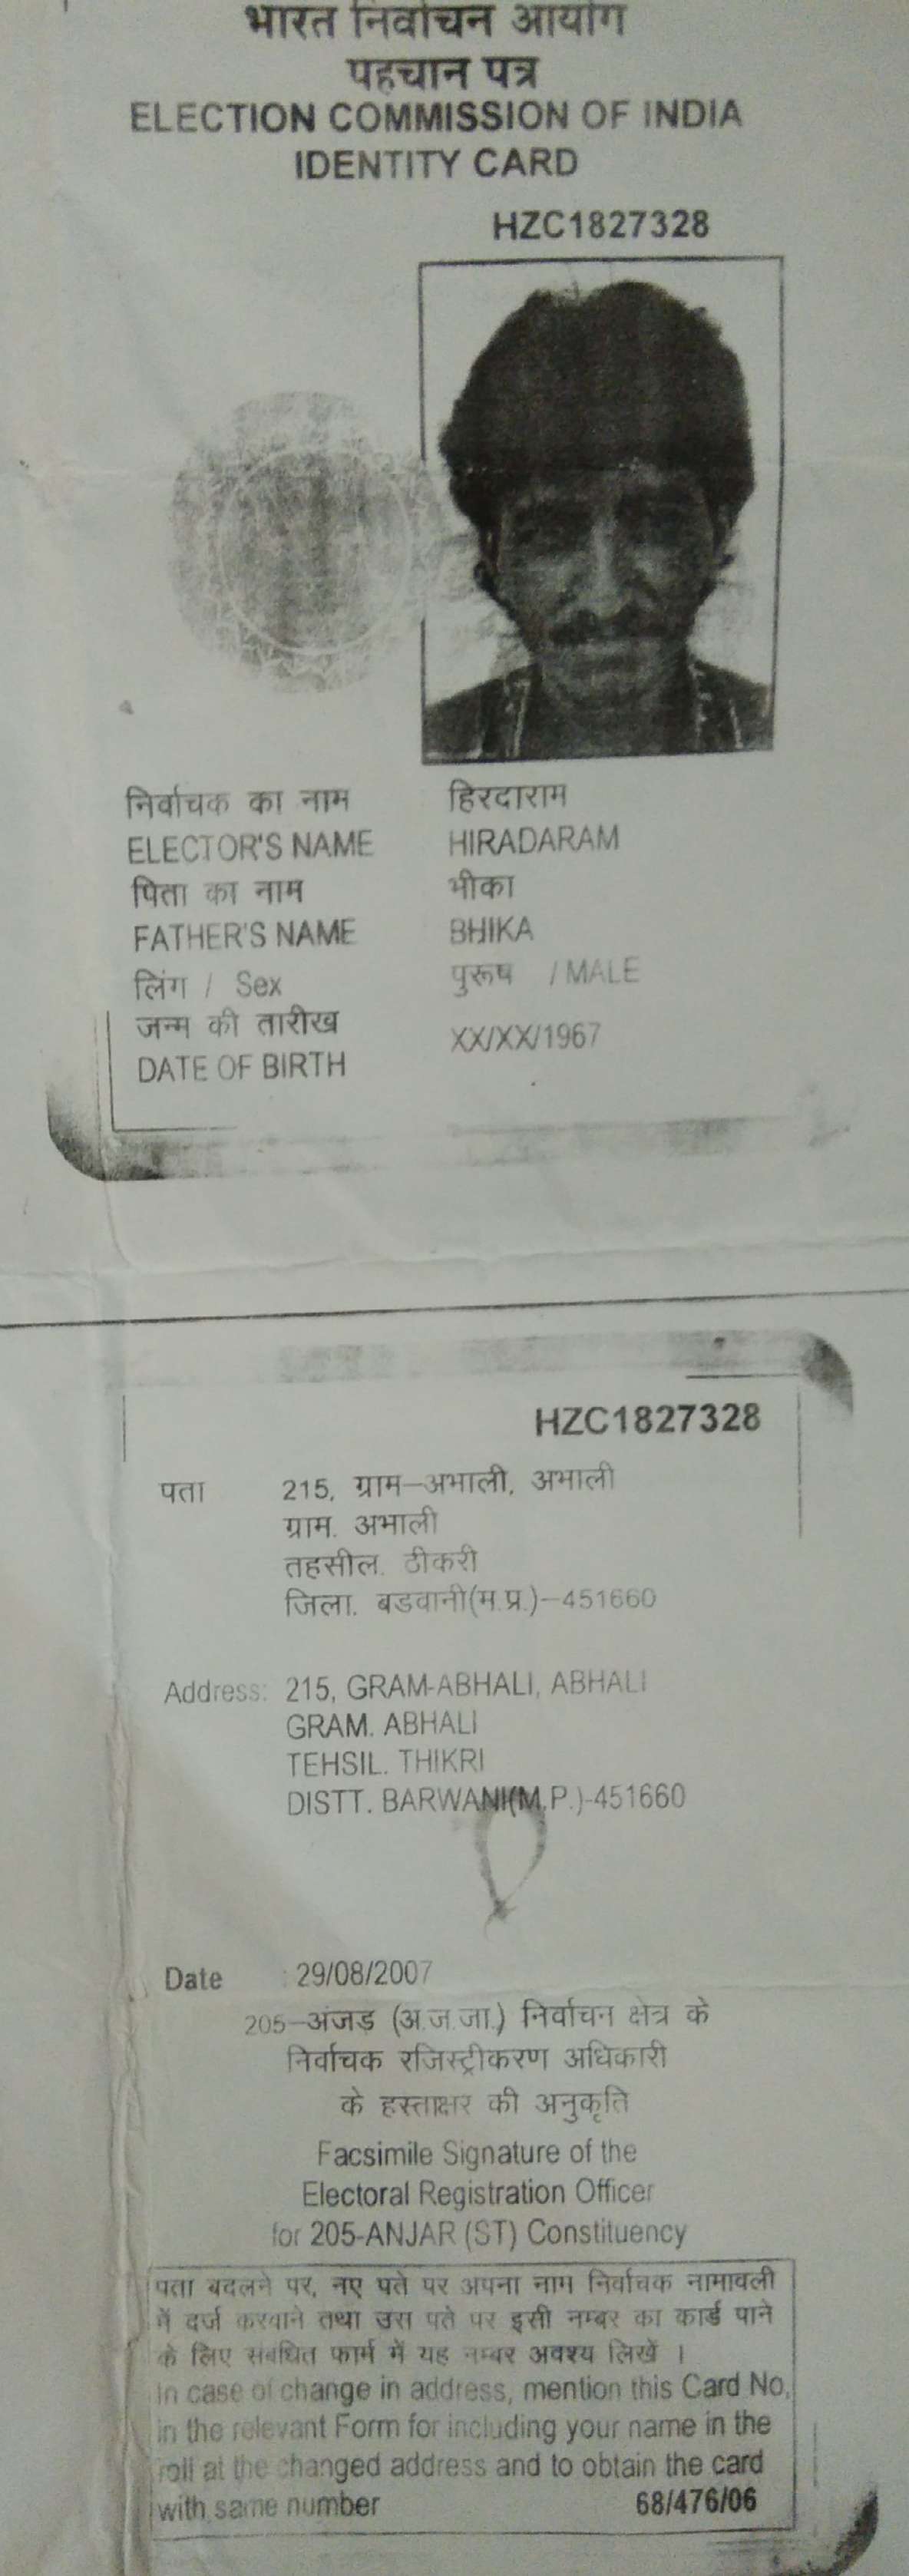 भारत निर्वाचन आयोग
पहचान पत्र
ELECTION COMMISSION OF INDIA
IDENTITY CARD
HZC1827328
निर्वाचक का नाम हिरदाराम
ELECTOR'S NAME HIRADARAM
पिता का नाम भीका
FATHER'S NAME BHIKA
लिंग / Sex पुरूष / MALE
जन्म की तारीख XX/XX/1967
DATE OF BIRTH
HZC1827328
पता 215, ग्राम-अभाली, अभाली
ग्राम. अभाली
तहसील. ठीकरी
जिला. बडवानी(म.प्र.)-451660
Address: 215, GRAM-ABHALI, ABHALI
GRAM. ABHALI
TEHSIL. THIKRI
DISTT. BARWANI(M.P.)-451660
Date : 29/08/2007
205-अंजड (अ.ज.जा.) निर्वाचन क्षेत्र के
निर्वाचक रजिस्ट्रीकरण अधिकारी
के हस्ताक्षर की अनुकृति
Facsimile Signature of the
Electoral Registration Officer
for 205-ANJAR (ST) Constituency
पता बदलने पर, नए पते पर अपना नाम निर्वाचक नामावली
में दर्ज करवाने तथा उस पते पर इसी नम्बर का कार्ड पाने
के लिए संबंधित फार्म में यह नम्बर अवश्य लिखें ।
In case of change in address, mention this Card No.
in the relevant Form for including your name in the
roll at the changed address and to obtain the card
with same number 68/476/06